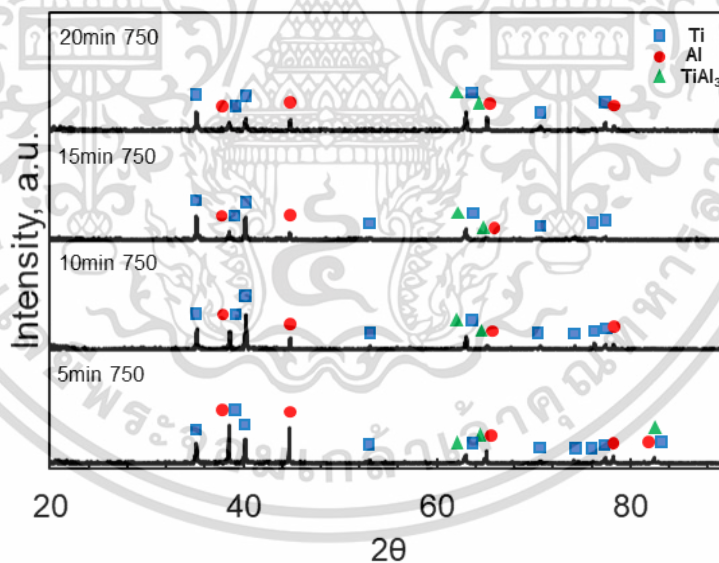 20min 750
Ti
Al
TiAl₃
15min 750
10min 750
5min 750
Intensity, a.u.
20 40 60 80
2θ